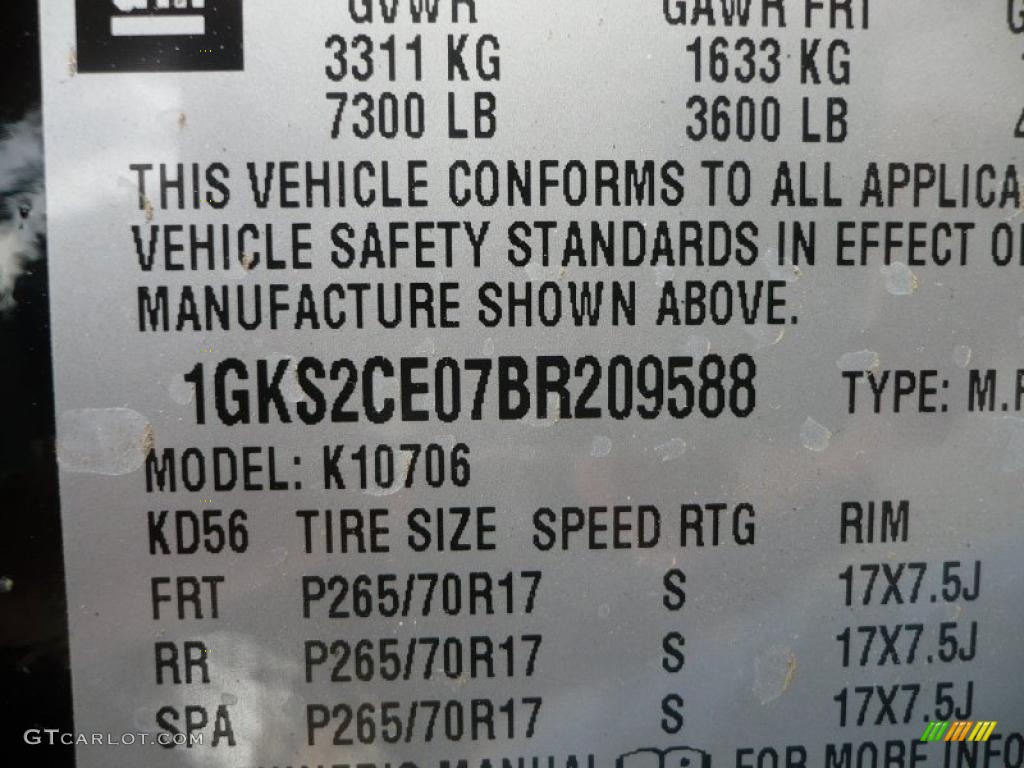 GM
GVWR GAWR FRT
3311 KG 1633 KG
7300 LB 3600 LB
THIS VEHICLE CONFORMS TO ALL APPLICA
VEHICLE SAFETY STANDARDS IN EFFECT O
MANUFACTURE SHOWN ABOVE.
1GKS2CE07BR209588 TYPE: M.P
MODEL: K10706
KD56 TIRE SIZE SPEED RTG RIM
FRT P265/70R17 S 17X7.5J
RR P265/70R17 S 17X7.5J
SPA P265/70R17 S 17X7.5J
MANUAL FOR MORE INFO
GTCARLOT.COM